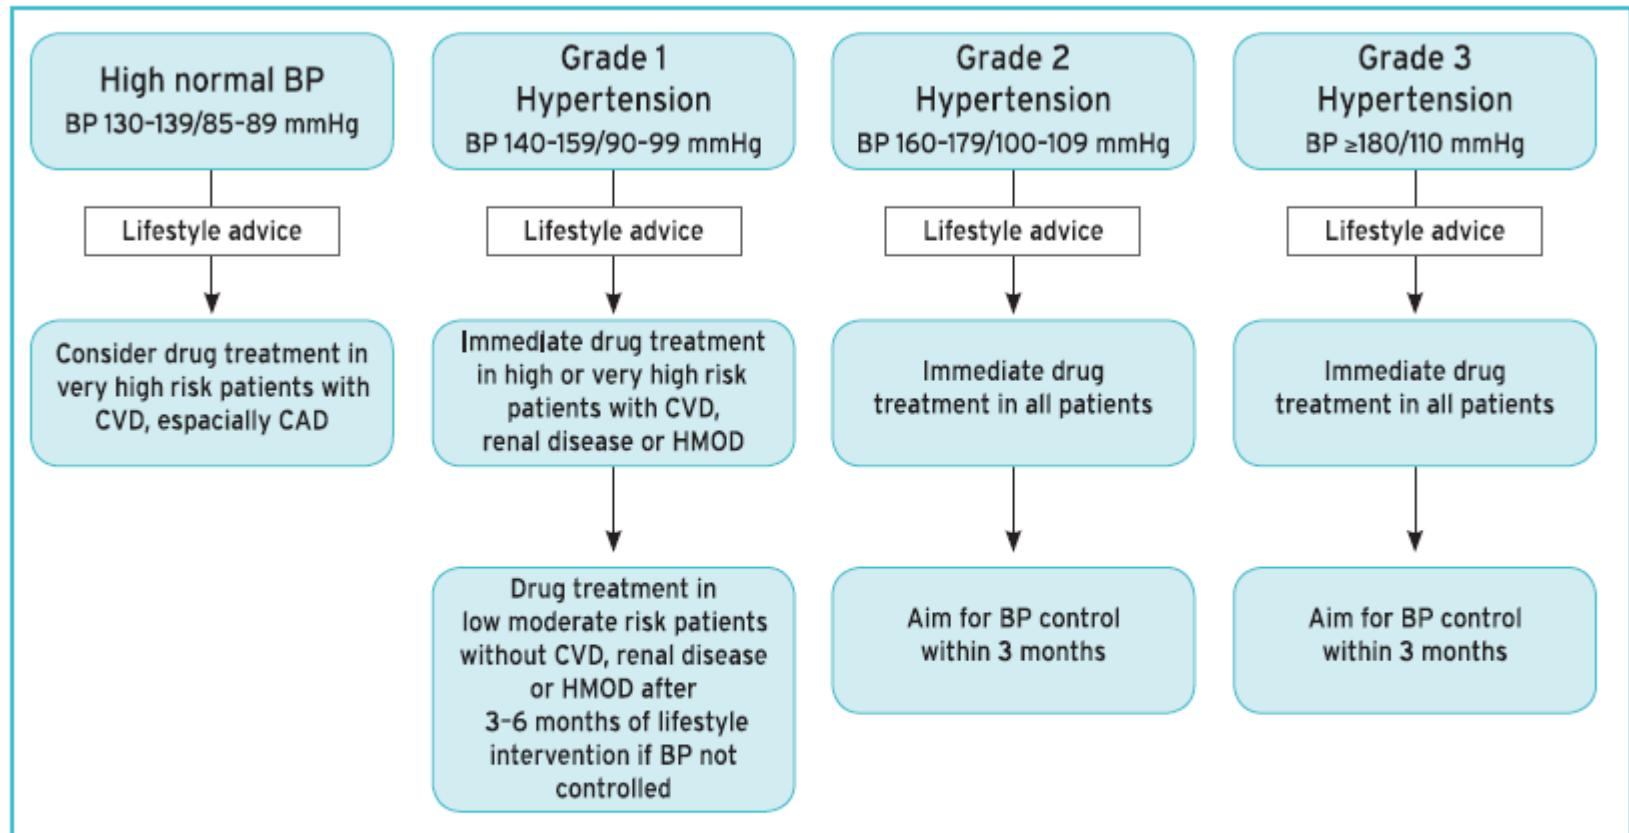 High normal BP
BP 130-139/85-89 mmHg
Lifestyle advice
Consider drug treatment in
very high risk patients with
CVD, espacially CAD
Grade 1
Hypertension
BP 140-159/90-99 mmHg
Lifestyle advice
Immediate drug treatment
in high or very high risk
patients with CVD,
renal disease or HMOD
Drug treatment in
low moderate risk patients
without CVD, renal disease
or HMOD after
3-6 months of lifestyle
intervention if BP not
controlled
Grade 2
Hypertension
BP 160-179/100-109 mmHg
Lifestyle advice
Immediate drug
treatment in all patients
Aim for BP control
within 3 months
Grade 3
Hypertension
BP ≥180/110 mmHg
Lifestyle advice
Immediate drug
treatment in all patients
Aim for BP control
within 3 months